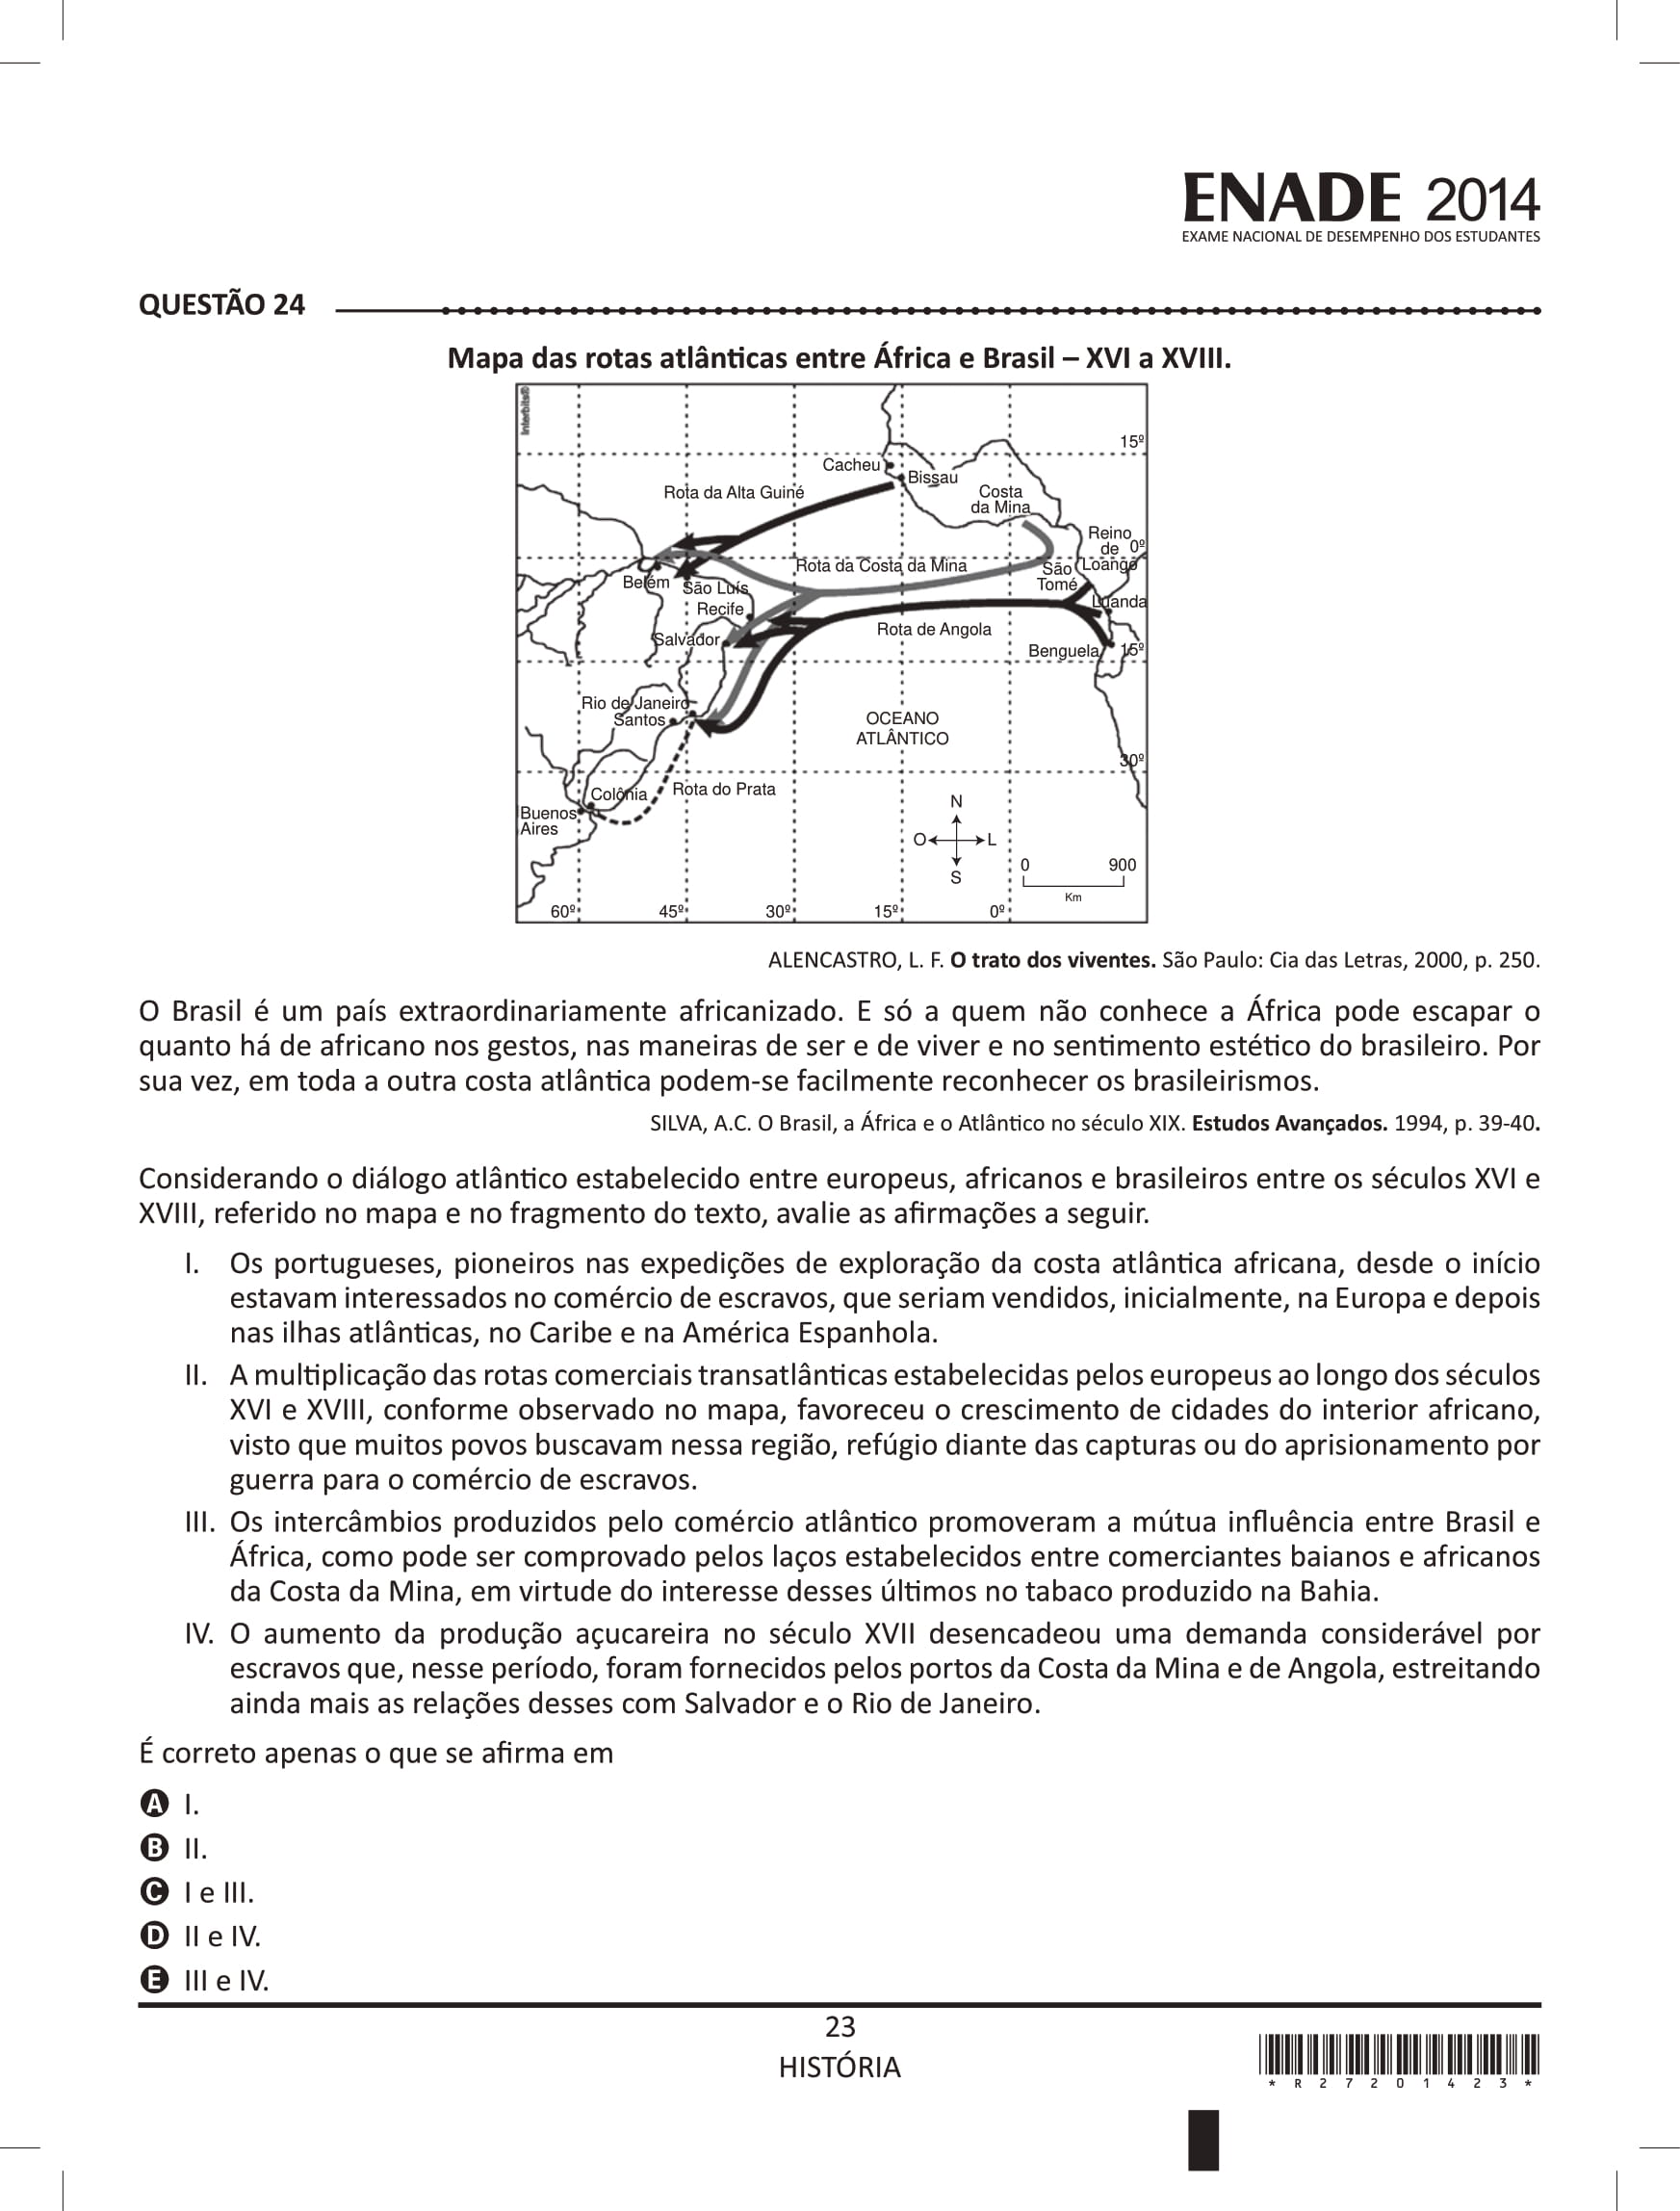 ENADE 2014
EXAME NACIONAL DE DESEMPENHO DOS ESTUDANTES
QUESTÃO 24
Mapa das rotas atlânticas entre África e Brasil – XVI a XVIII.
Interbits©
15º
Cacheu
Bissau
Rota da Alta Guiné
Costa
da Mina
Reino
de 0º
Loango
Rota da Costa da Mina
São
Tomé
Belém
São Luís
Recife
Luanda
Salvador
Rota de Angola
Benguela
15º
Rio de Janeiro
Santos
OCEANO
ATLÂNTICO
30º
Colônia
Rota do Prata
Buenos
Aires
N
O
L
S
0 900
Km
60º 45º 30º 15º 0º
ALENCASTRO, L. F. O trato dos viventes. São Paulo: Cia das Letras, 2000, p. 250.
O Brasil é um país extraordinariamente africanizado. E só a quem não conhece a África pode escapar o
quanto há de africano nos gestos, nas maneiras de ser e de viver e no sentimento estético do brasileiro. Por
sua vez, em toda a outra costa atlântica podem-se facilmente reconhecer os brasileirismos.
SILVA, A.C. O Brasil, a África e o Atlântico no século XIX. Estudos Avançados. 1994, p. 39-40.
Considerando o diálogo atlântico estabelecido entre europeus, africanos e brasileiros entre os séculos XVI e
XVIII, referido no mapa e no fragmento do texto, avalie as afirmações a seguir.
I. Os portugueses, pioneiros nas expedições de exploração da costa atlântica africana, desde o início
estavam interessados no comércio de escravos, que seriam vendidos, inicialmente, na Europa e depois
nas ilhas atlânticas, no Caribe e na América Espanhola.
II. A multiplicação das rotas comerciais transatlânticas estabelecidas pelos europeus ao longo dos séculos
XVI e XVIII, conforme observado no mapa, favoreceu o crescimento de cidades do interior africano,
visto que muitos povos buscavam nessa região, refúgio diante das capturas ou do aprisionamento por
guerra para o comércio de escravos.
III. Os intercâmbios produzidos pelo comércio atlântico promoveram a mútua influência entre Brasil e
África, como pode ser comprovado pelos laços estabelecidos entre comerciantes baianos e africanos
da Costa da Mina, em virtude do interesse desses últimos no tabaco produzido na Bahia.
IV. O aumento da produção açucareira no século XVII desencadeou uma demanda considerável por
escravos que, nesse período, foram fornecidos pelos portos da Costa da Mina e de Angola, estreitando
ainda mais as relações desses com Salvador e o Rio de Janeiro.
É correto apenas o que se afirma em
A I.
B II.
C I e III.
D II e IV.
E III e IV.
23
HISTÓRIA
* R 2 7 2 0 1 4 2 3 *